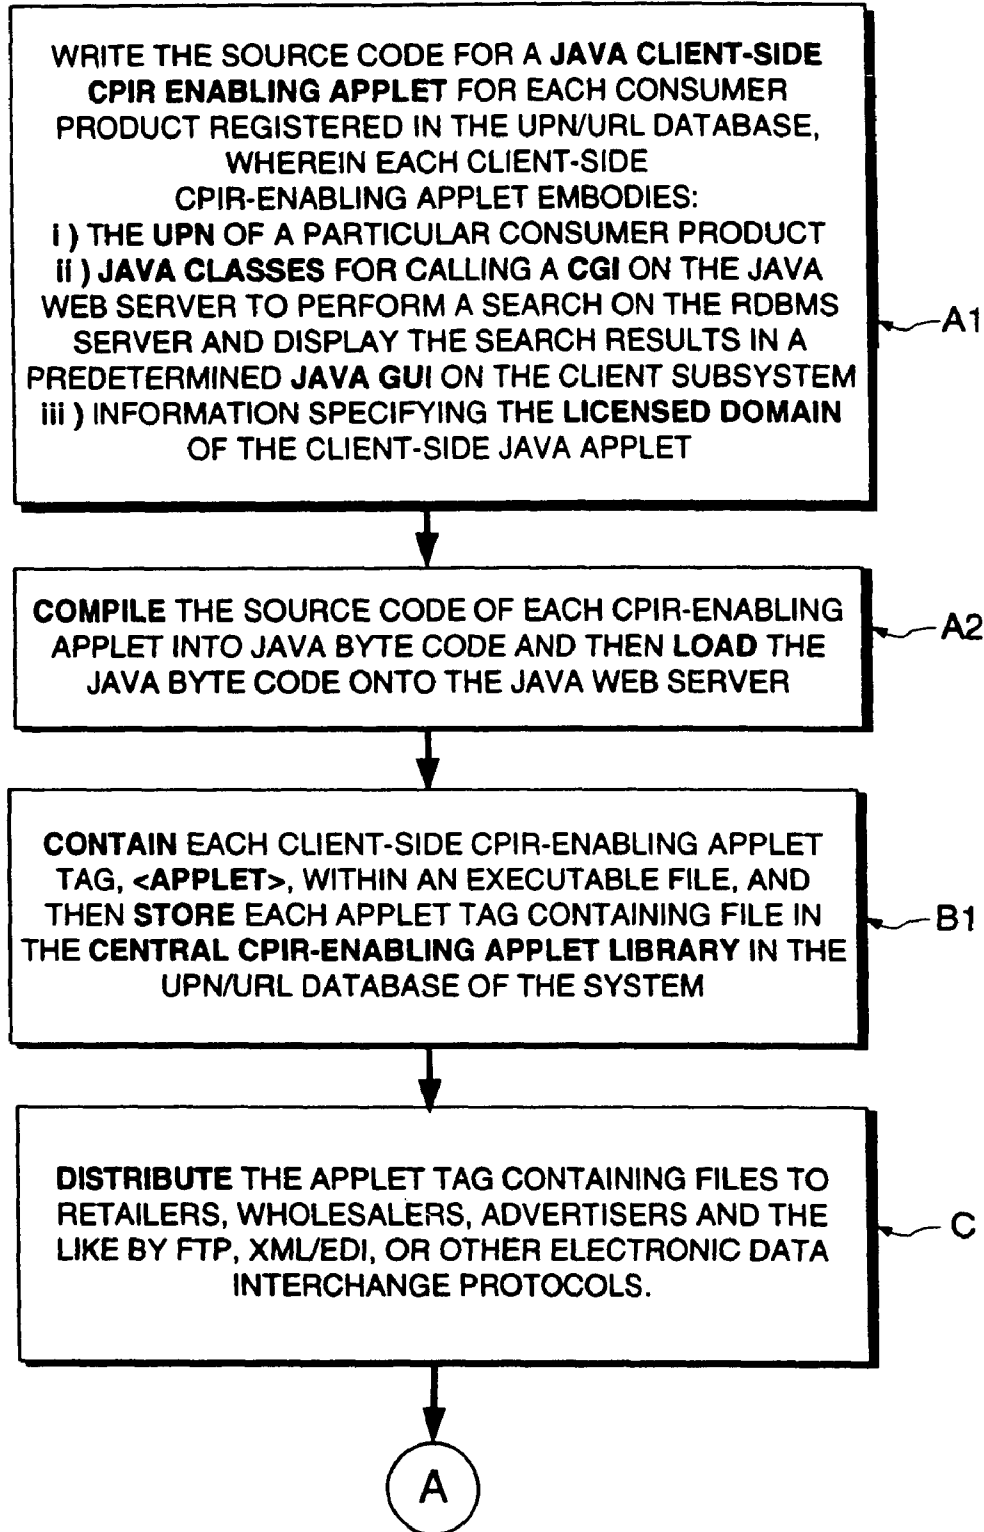 WRITE THE SOURCE CODE FOR A JAVA CLIENT-SIDE
CPIR ENABLING APPLET FOR EACH CONSUMER
PRODUCT REGISTERED IN THE UPN/URL DATABASE,
WHEREIN EACH CLIENT-SIDE
CPIR-ENABLING APPLET EMBODIES:
i ) THE UPN OF A PARTICULAR CONSUMER PRODUCT
ii ) JAVA CLASSES FOR CALLING A CGI ON THE JAVA
WEB SERVER TO PERFORM A SEARCH ON THE RDBMS
SERVER AND DISPLAY THE SEARCH RESULTS IN A
PREDETERMINED JAVA GUI ON THE CLIENT SUBSYSTEM
iii ) INFORMATION SPECIFYING THE LICENSED DOMAIN
OF THE CLIENT-SIDE JAVA APPLET
A1
COMPILE THE SOURCE CODE OF EACH CPIR-ENABLING
APPLET INTO JAVA BYTE CODE AND THEN LOAD THE
JAVA BYTE CODE ONTO THE JAVA WEB SERVER
A2
CONTAIN EACH CLIENT-SIDE CPIR-ENABLING APPLET
TAG, <APPLET>, WITHIN AN EXECUTABLE FILE, AND
THEN STORE EACH APPLET TAG CONTAINING FILE IN
THE CENTRAL CPIR-ENABLING APPLET LIBRARY IN THE
UPN/URL DATABASE OF THE SYSTEM
B1
DISTRIBUTE THE APPLET TAG CONTAINING FILES TO
RETAILERS, WHOLESALERS, ADVERTISERS AND THE
LIKE BY FTP, XML/EDI, OR OTHER ELECTRONIC DATA
INTERCHANGE PROTOCOLS.
C
A